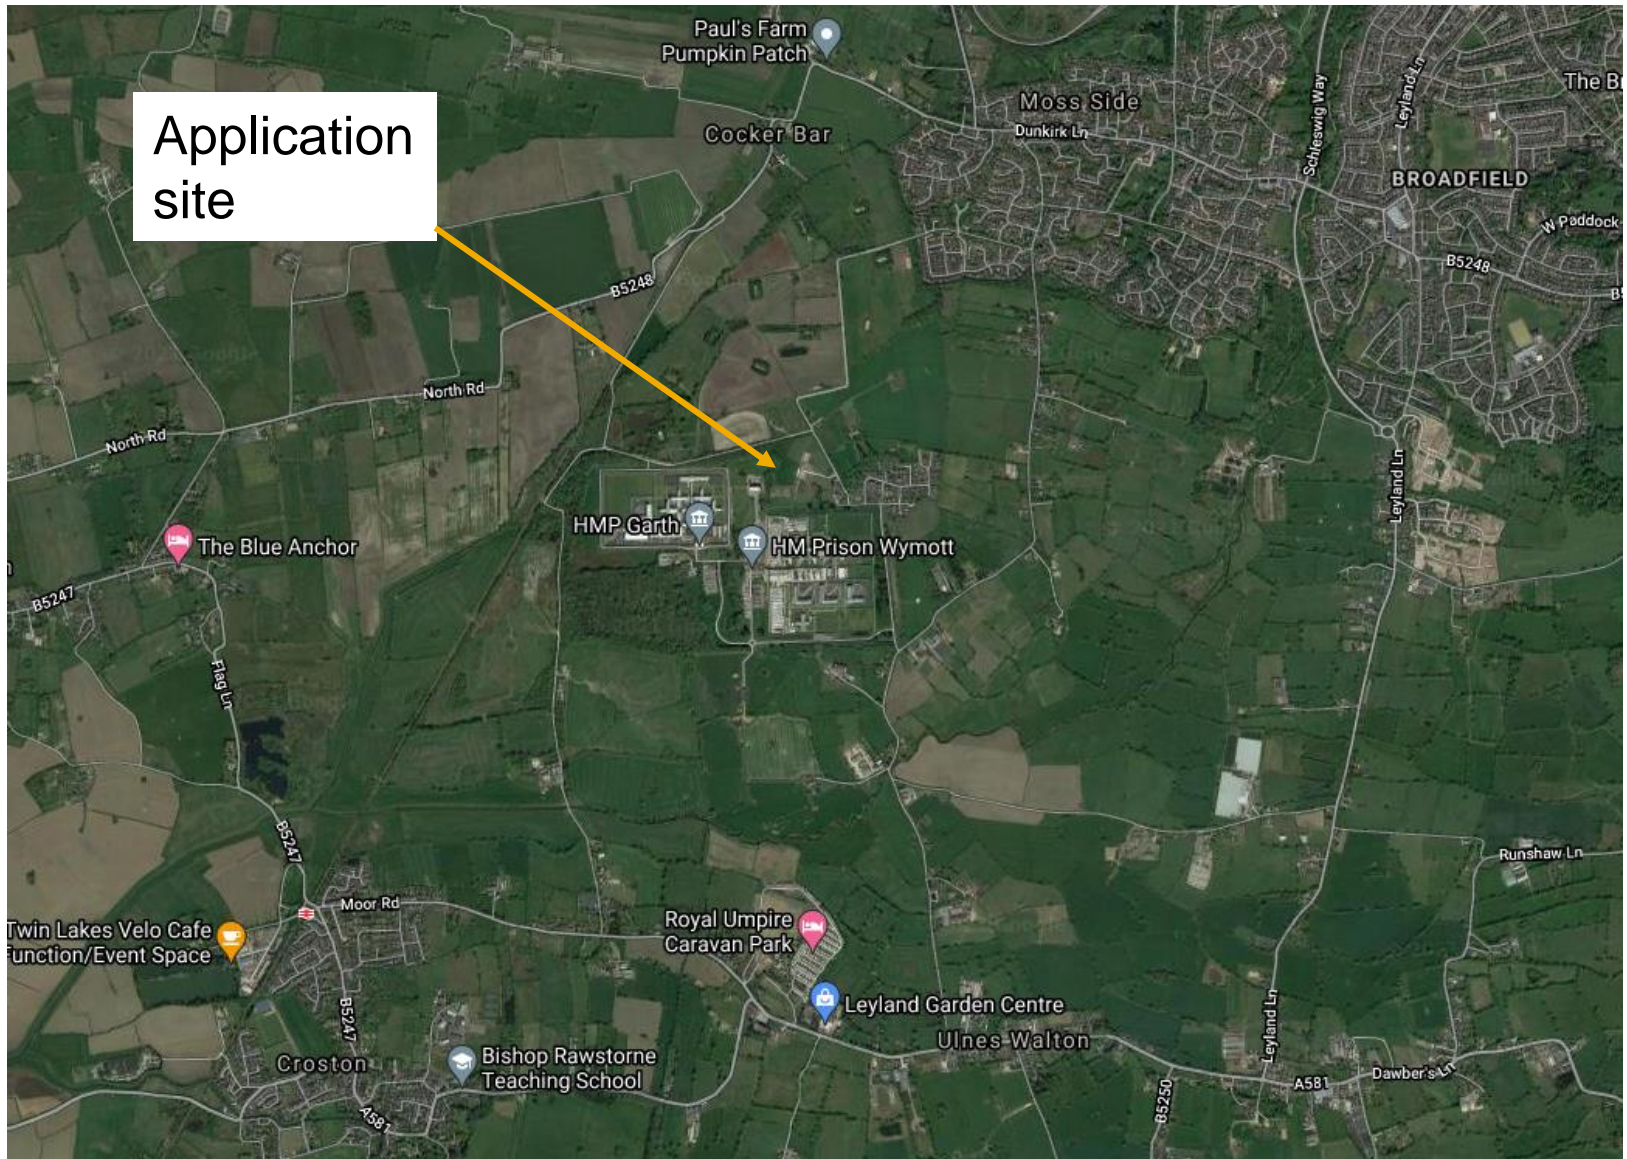 Paul's Farm
Pumpkin Patch
Application
site
Cocker Bar
Moss Side
Dunkirk Ln
Schleswig Way
Leyland Ln
BROADFIELD
W Paddock
B5248
B5248
North Rd
North Rd
HMP Garth
HM Prison Wymott
Leyland Ln
The Blue Anchor
B5247
Flag Ln
B5247
Runshaw Ln
Moor Rd
Twin Lakes Velo Cafe
Function/Event Space
Royal Umpire
Caravan Park
Leyland Garden Centre
B5247
Ulnes Walton
Leyland Ln
Croston
Bishop Rawstorne
Teaching School
A581
B5250
A581
Dawber's Ln